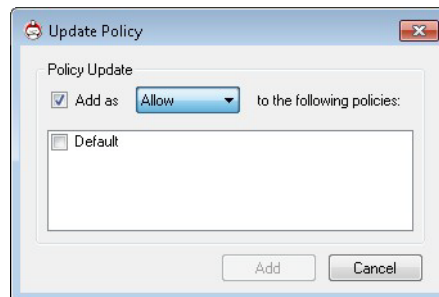 Update Policy
Policy Update
Add as Allow to the following policies:
Default
Add Cancel